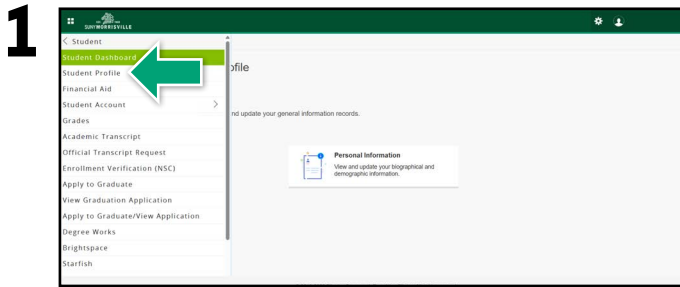 1
SUNY MORRISVILLE
Student
Student Dashboard
Student Profile
ofile
Financial Aid
Student Account
nd update your general information records.
Grades
Academic Transcript
Official Transcript Request
Personal Information
View and update your biographical and
demographic information.
Enrollment Verification (NSC)
Apply to Graduate
View Graduation Application
Apply to Graduate/View Application
Degree Works
Brightspace
Starfish